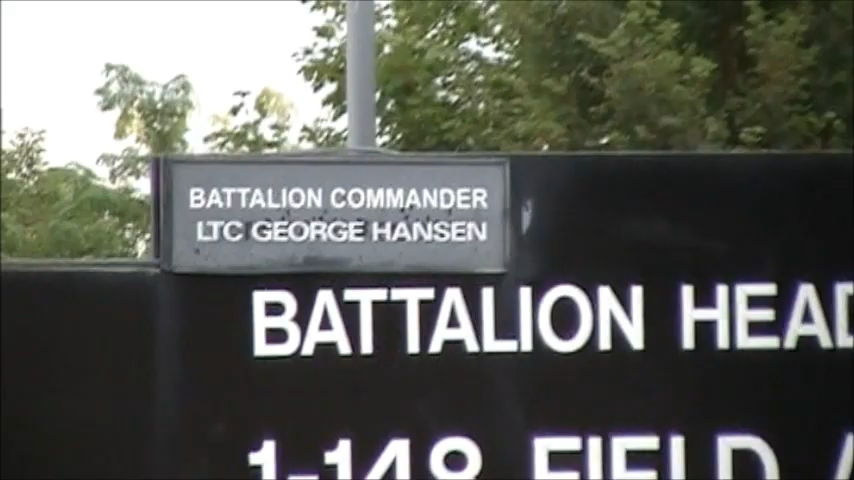 BATTALION COMMANDER
LTC GEORGE HANSEN
BATTALION HEAD
1-148 FIELD A